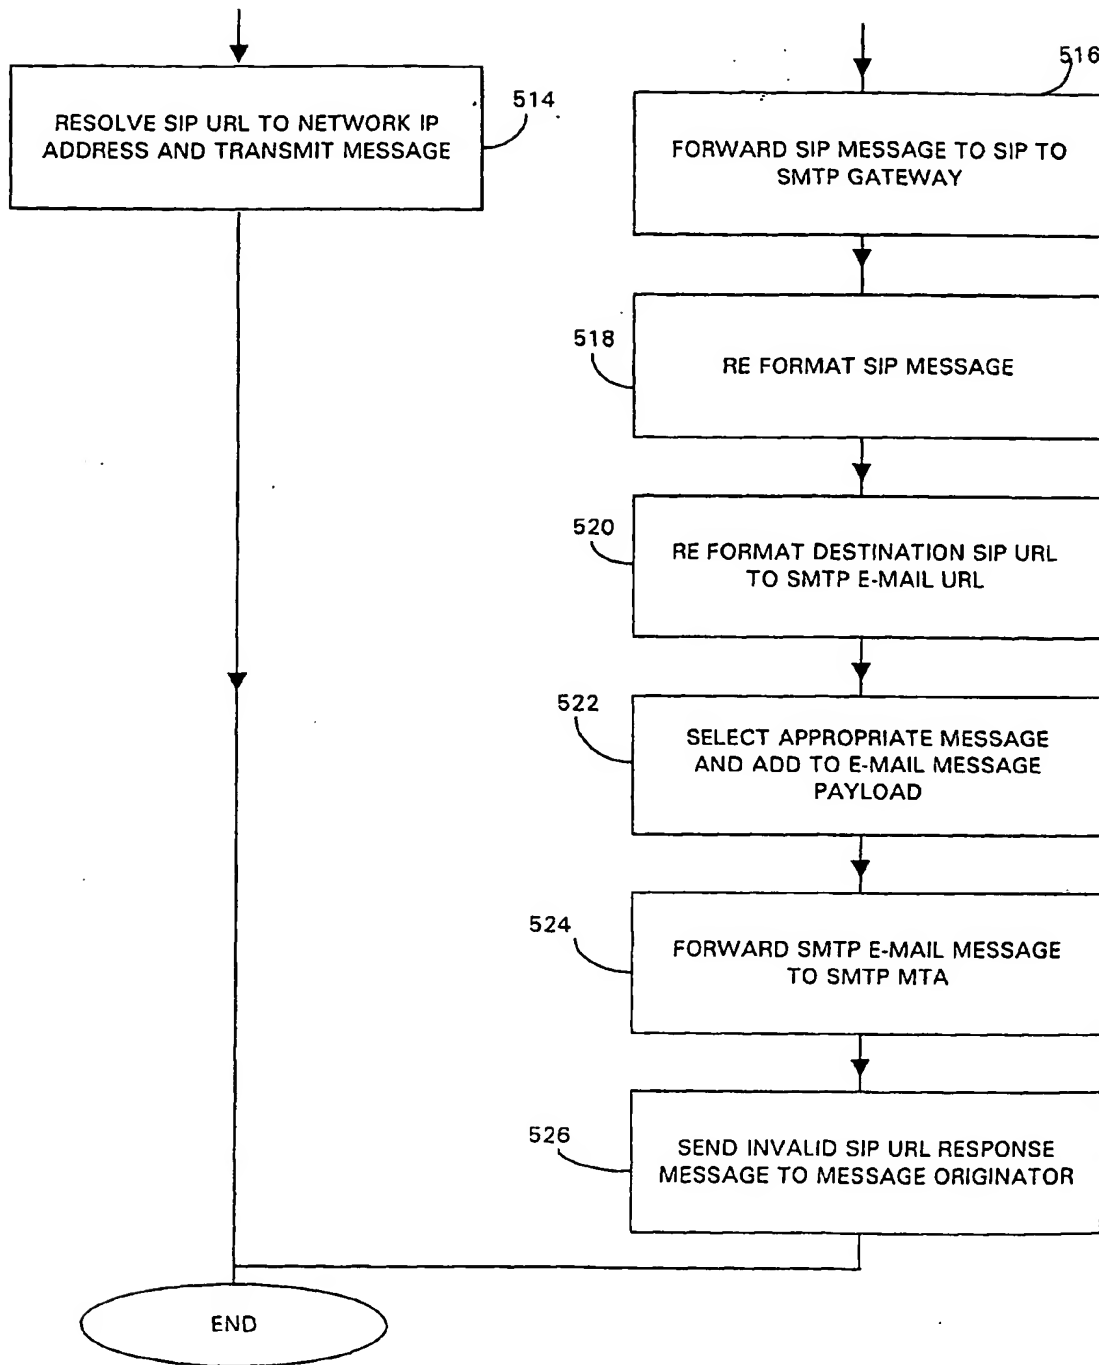 RESOLVE SIP URL TO NETWORK IP
ADDRESS AND TRANSMIT MESSAGE
514
516
FORWARD SIP MESSAGE TO SIP TO
SMTP GATEWAY
518
RE FORMAT SIP MESSAGE
520
RE FORMAT DESTINATION SIP URL
TO SMTP E-MAIL URL
522
SELECT APPROPRIATE MESSAGE
AND ADD TO E-MAIL MESSAGE
PAYLOAD
524
FORWARD SMTP E-MAIL MESSAGE
TO SMTP MTA
526
SEND INVALID SIP URL RESPONSE
MESSAGE TO MESSAGE ORIGINATOR
END